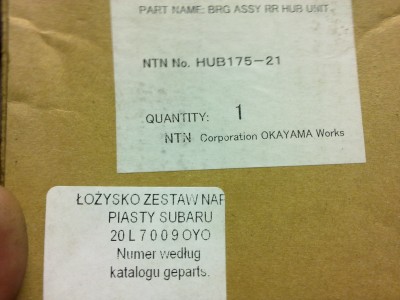 PART NAME: BRG ASSY RR HUB UNIT
NTN No. HUB175-21
QUANTITY: 1
NTN Corporation OKAYAMA Works
ŁOŻYSKO ZESTAW NAP
PIASTY SUBARU
20L7009OYO
Numer według
katalogu geparts.